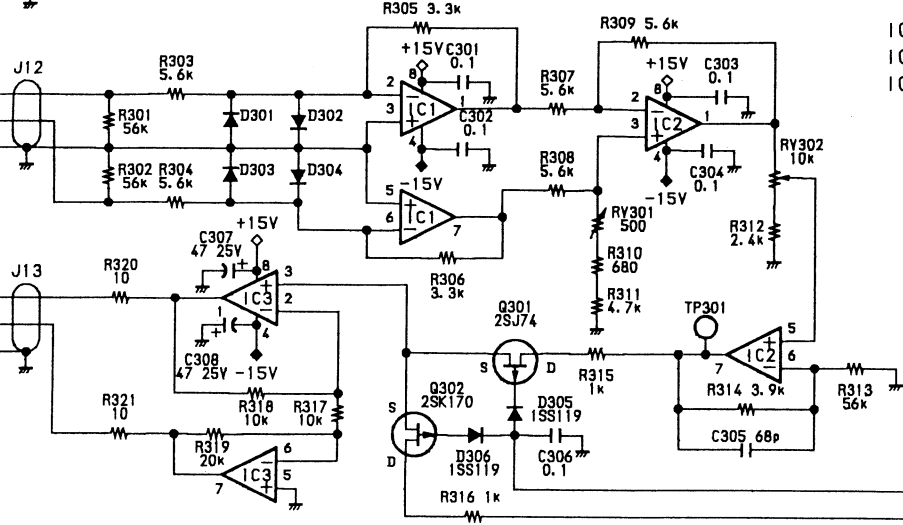 R305 3.3k
R309 5.6k
IC
IC
IC
+15V
C301
0.1
+15V
C303
0.1
J12
R303
5.6k
R307
5.6k
2
8
3
IC1
1
4
2
8
3
IC2
1
4
R301
56k
D301
D302
C302
0.1
RV302
10k
R302
56k
R304
5.6k
D303
D304
-15V
R308
5.6k
C304
0.1
-15V
5
6
IC1
7
RV301
500
R312
2.4k
C307
47 25V
+15V
+
8
R310
680
J13
R320
10
3
2
IC3
1
4
+
R306
3.3k
R311
4.7k
Q301
2SJ74
TP301
5
6
IC2
7
C308
47 25V
-15V
S
D
R315
1k
R314 3.9k
R313
56k
R321
10
R318
10k
R317
10k
Q302
2SK170
S
D
D305
1SS119
C305 68p
R319
20k
D306
1SS119
C306
0.1
6
5
IC3
7
R316 1k